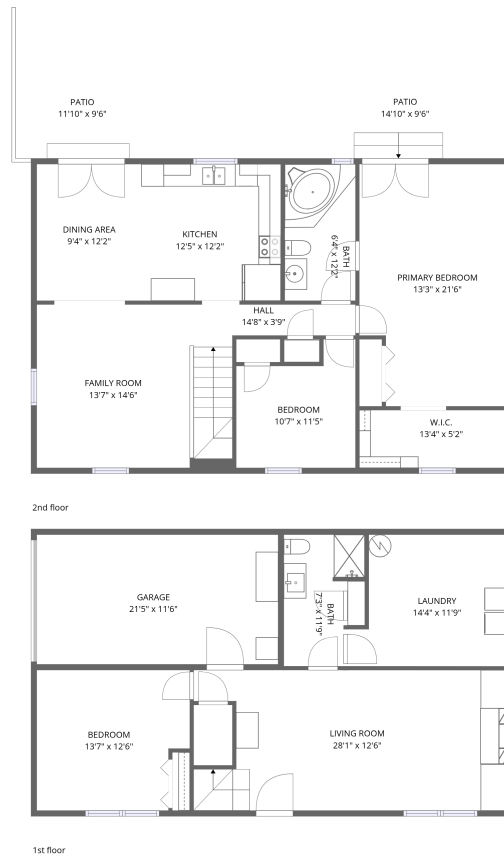 PATIO
11'10" x 9'6"
PATIO
14'10" x 9'6"
DINING AREA
9'4" x 12'2"
KITCHEN
12'5" x 12'2"
BATH
6'4" x 12'2"
PRIMARY BEDROOM
13'3" x 21'6"
HALL
14'8" x 3'9"
FAMILY ROOM
13'7" x 14'6"
BEDROOM
10'7" x 11'5"
W.I.C.
13'4" x 5'2"
2nd floor
GARAGE
21'5" x 11'6"
BATH
7'3" x 11'9"
LAUNDRY
14'4" x 11'9"
BEDROOM
13'7" x 12'6"
LIVING ROOM
28'1" x 12'6"
1st floor